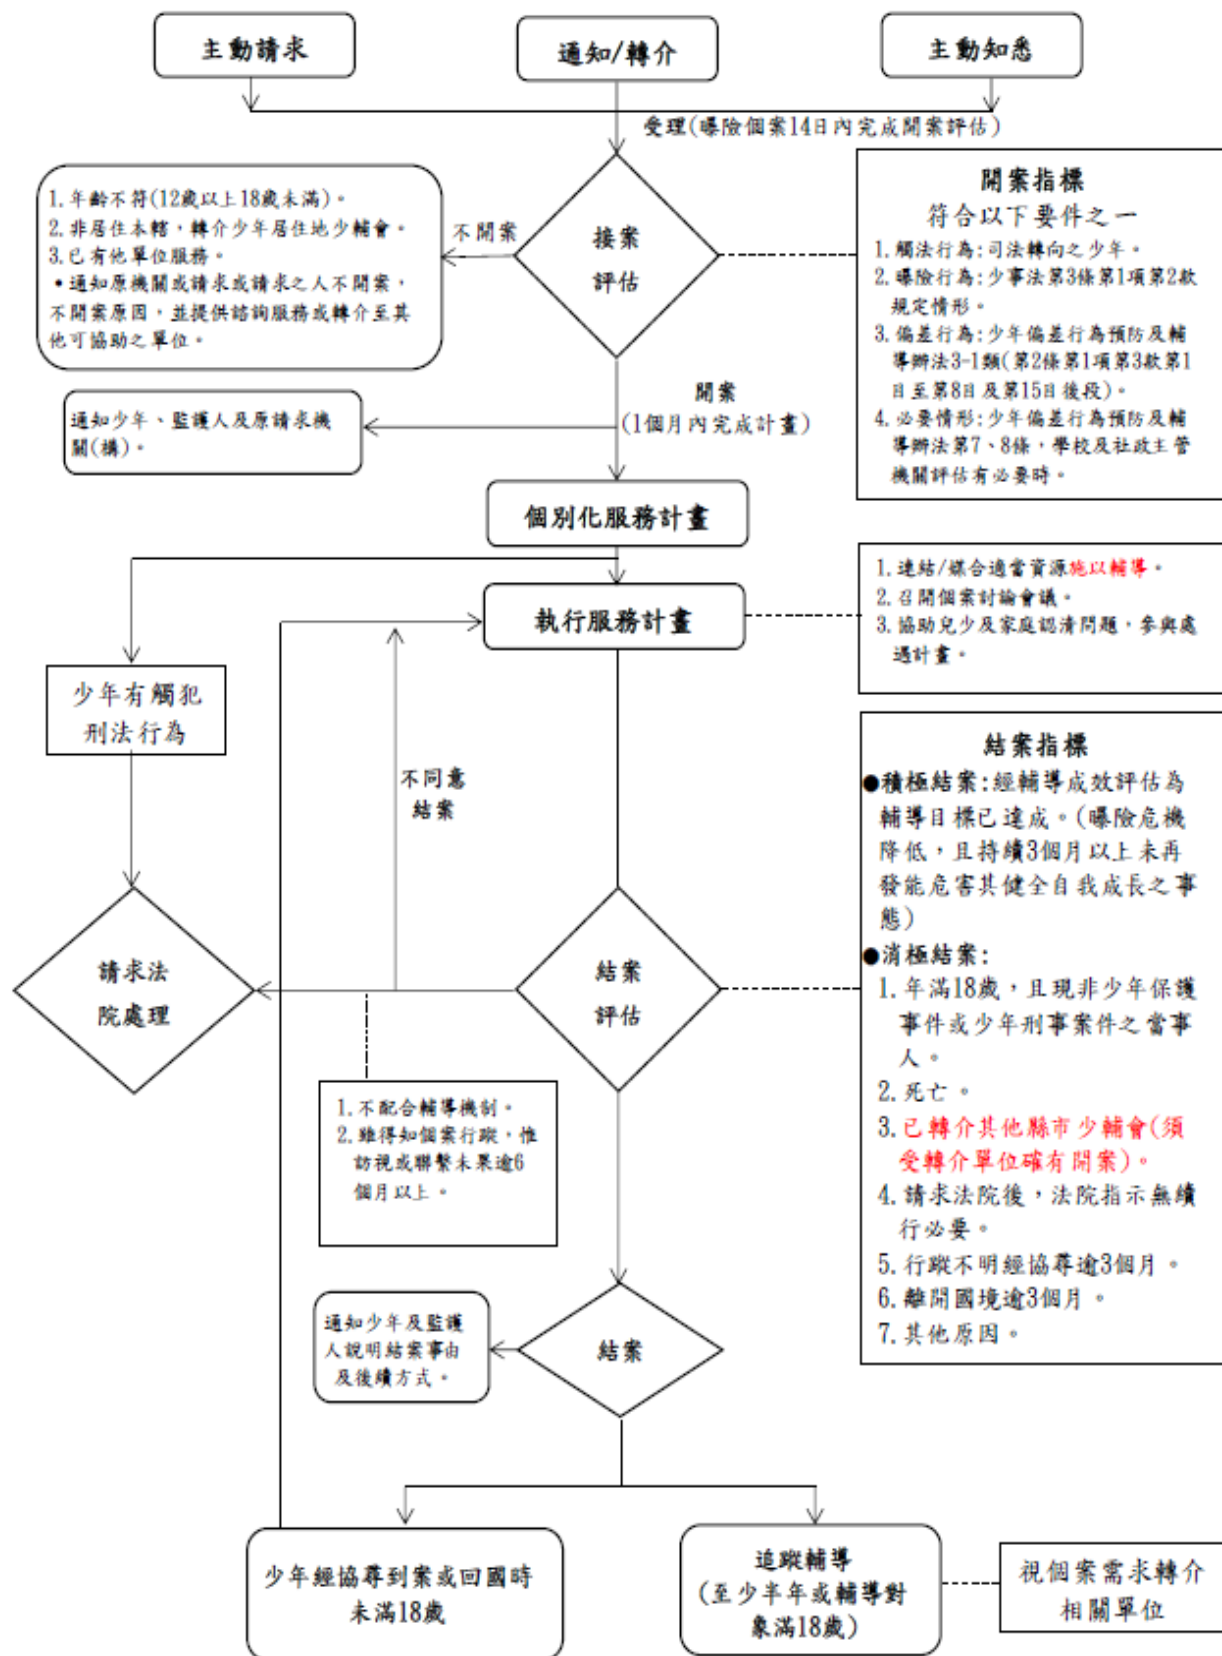 主動請求
通知/轉介
主動知悉
受理(曝險個案14日內完成開案評估)
1.年齡不符(12歲以上18歲未滿)。
2.非居住本轄，轉介少年居住地少輔會。
3.已有他單位服務。
•通知原機關或請求或請求之人不開案，
不開案原因，並提供諮詢服務或轉介至其
他可協助之單位。
不開案
接案
評估
開案指標
符合以下要件之一
1.觸法行為:司法轉向之少年。
2.曝險行為:少事法第3條第1項第2款
規定情形。
3.偏差行為:少年偏差行為預防及輔
導辦法3-1類(第2條第1項第3款第1
目至第8目及第15目後段)。
4.必要情形:少年偏差行為預防及輔
導辦法第7、8條，學校及社政主管
機關評估有必要時。
通知少年、監護人及原請求機
關(構)。
開案
(1個月內完成計畫)
個別化服務計畫
執行服務計畫
1.連結/媒合適當資源施以輔導。
2.召開個案討論會議。
3.協助兒少及家庭認清問題，參與處
遇計畫。
少年有觸犯
刑法行為
不同意
結案
請求法
院處理
結案
評估
結案指標
●積極結案:經輔導成效評估為
輔導目標已達成。(曝險危機
降低，且持續3個月以上未再
發能危害其健全自我成長之事
態)
●消極結案:
1.年滿18歲，且現非少年保護
事件或少年刑事案件之當事
人。
2.死亡。
3.已轉介其他縣市少輔會(須
受轉介單位確有開案)。
4.請求法院後，法院指示無續
行必要。
5.行蹤不明經協尋逾3個月。
6.離開國境逾3個月。
7.其他原因。
1.不配合輔導機制。
2.雖得知個案行蹤，惟
訪視或聯繫未果逾6
個月以上。
通知少年及監護
人說明結案事由
及後續方式。
結案
少年經協尋到案或回國時
未滿18歲
追蹤輔導
(至少半年或輔導對
象滿18歲)
視個案需求轉介
相關單位